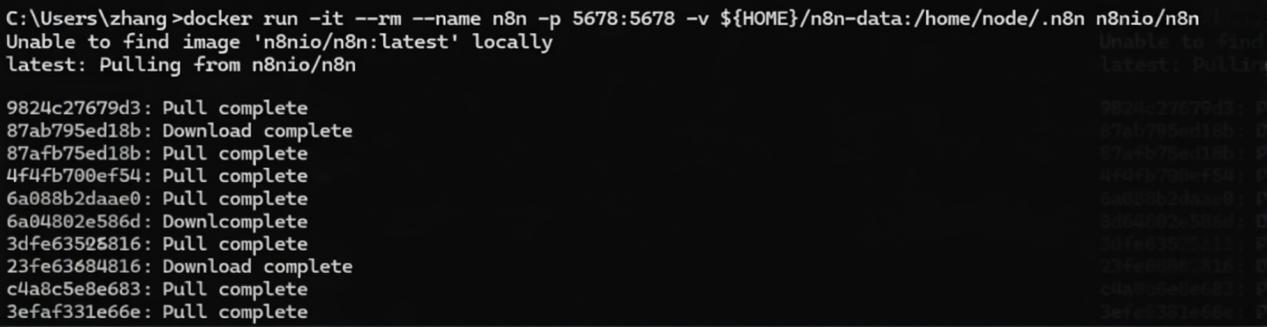 C:\Users\zhang>docker run -it --rm --name n8n -p 5678:5678 -v ${HOME}/n8n-data:/home/node/.n8n n8nio/n8n
Unable to find image 'n8nio/n8n:latest' locally
latest: Pulling from n8nio/n8n
9824c27679d3: Pull complete
87ab795ed18b: Download complete
87afb75ed18b: Pull complete
4f4fb700ef54: Pull complete
6a088b2daae0: Pull complete
6a04802e586d: Downlcomplete
3dfe63526816: Pull complete
23fe63684816: Download complete
c4a8c5e8e683: Pull complete
3efaf331e66e: Pull complete